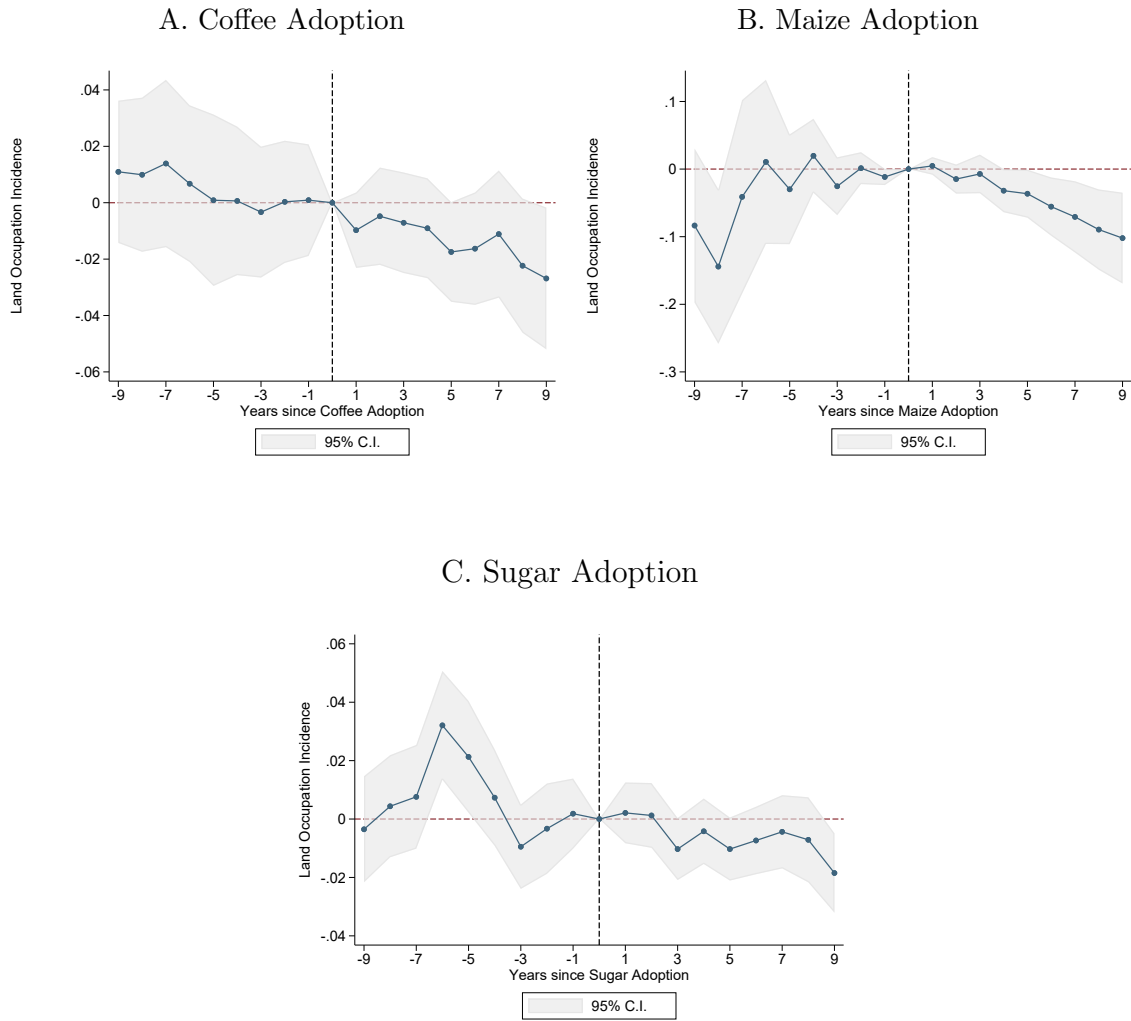 A. Coffee Adoption
Land Occupation Incidence
.04
.02
0
-.02
-.04
-.06
-9 -7 -5 -3 -1 1 3 5 7 9
Years since Coffee Adoption
95% C.I.
B. Maize Adoption
Land Occupation Incidence
.1
0
-.1
-.2
-.3
-9 -7 -5 -3 -1 1 3 5 7 9
Years since Maize Adoption
95% C.I.
C. Sugar Adoption
Land Occupation Incidence
.06
.04
.02
0
-.02
-.04
-9 -7 -5 -3 -1 1 3 5 7 9
Years since Sugar Adoption
95% C.I.